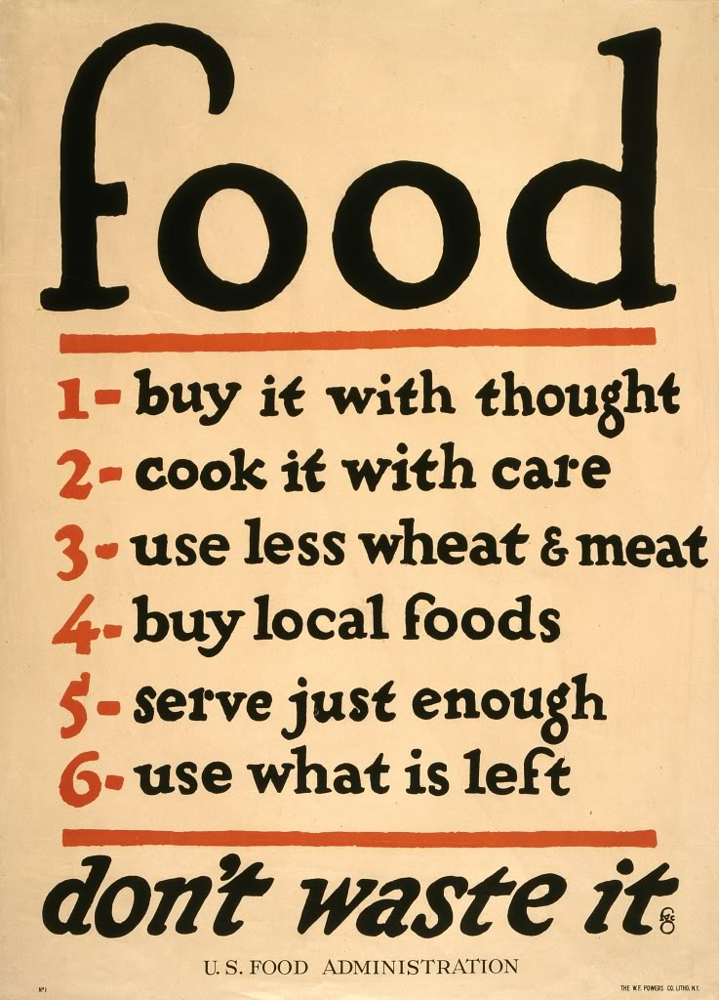 food
1- buy it with thought
2- cook it with care
3- use less wheat & meat
4- buy local foods
5- serve just enough
6- use what is left
don't waste it
fgc
U. S. FOOD ADMINISTRATION
Nº1
THE W.F. POWERS CO. LITHO. N.Y.